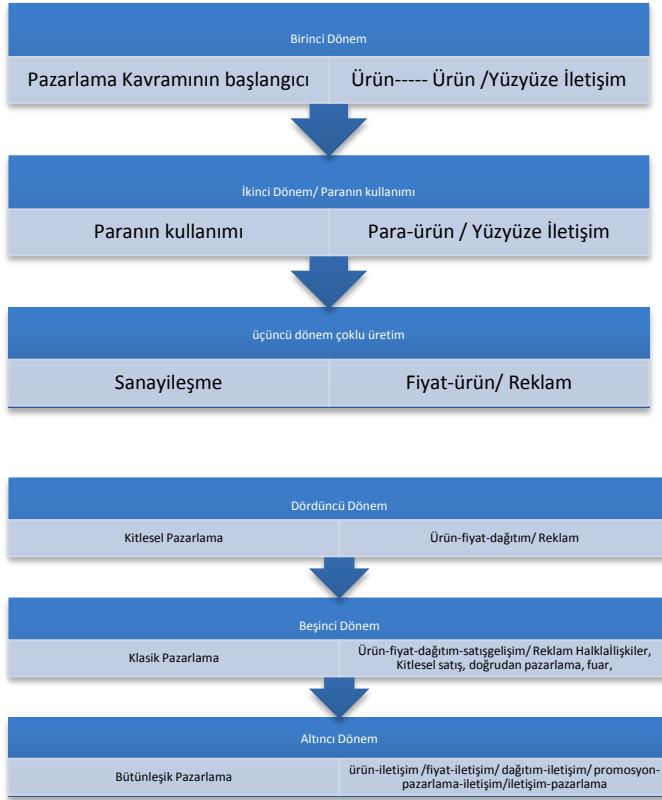 Birinci Dönem
Pazarlama Kavramının başlangıcı
Ürün----- Ürün /Yüzyüze İletişim
İkinci Dönem/ Paranın kullanımı
Paranın kullanımı
Para-ürün / Yüzyüze İletişim
üçüncü dönem çoklu üretim
Sanayileşme
Fiyat-ürün/ Reklam
Dördüncü Dönem
Kitlesel Pazarlama
Ürün-fiyat-dağıtım/ Reklam
Beşinci Dönem
Klasik Pazarlama
Ürün-fiyat-dağıtım-satışgelişim/ Reklam Halklaİlişkiler,
Kitlesel satış, doğrudan pazarlama, fuar,
Altıncı Dönem
Bütünleşik Pazarlama
ürün-iletişim /fiyat-iletişim/ dağıtım-iletişim/ promosyon-
pazarlama-iletişim/iletişim-pazarlama